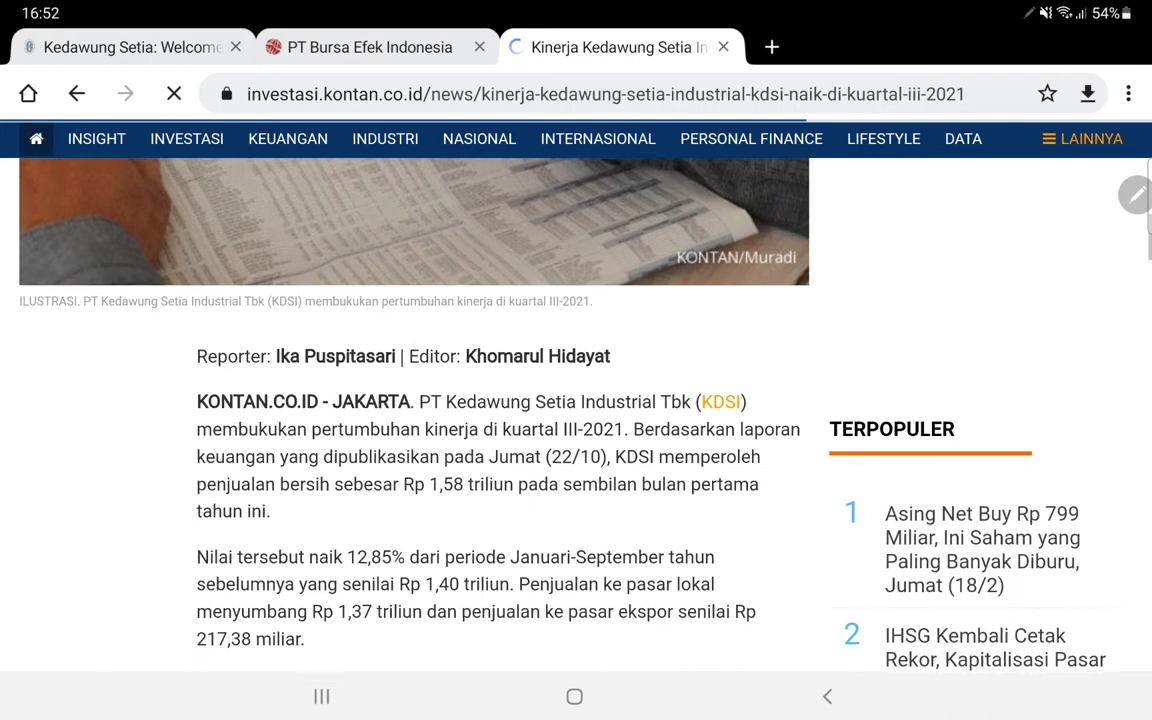 16:52
54%
Kedawung Setia: Welcome
PT Bursa Efek Indonesia
Kinerja Kedawung Setia In
investasi.kontan.co.id/news/kinerja-kedawung-setia-industrial-kdsi-naik-di-kuartal-iii-2021
INSIGHT INVESTASI KEUANGAN INDUSTRI NASIONAL INTERNASIONAL PERSONAL FINANCE LIFESTYLE DATA LAINNYA
KONTAN/Muradi
ILUSTRASI. PT Kedawung Setia Industrial Tbk (KDSI) membukukan pertumbuhan kinerja di kuartal III-2021.
Reporter: Ika Puspitasari | Editor: Khomarul Hidayat
KONTAN.CO.ID - JAKARTA. PT Kedawung Setia Industrial Tbk (KDSI)
membukukan pertumbuhan kinerja di kuartal III-2021. Berdasarkan laporan
keuangan yang dipublikasikan pada Jumat (22/10), KDSI memperoleh
penjualan bersih sebesar Rp 1,58 triliun pada sembilan bulan pertama
tahun ini.
Nilai tersebut naik 12,85% dari periode Januari-September tahun
sebelumnya yang senilai Rp 1,40 triliun. Penjualan ke pasar lokal
menyumbang Rp 1,37 triliun dan penjualan ke pasar ekspor senilai Rp
217,38 miliar.
TERPOPULER
1
Asing Net Buy Rp 799
Miliar, Ini Saham yang
Paling Banyak Diburu,
Jumat (18/2)
2
IHSG Kembali Cetak
Rekor, Kapitalisasi Pasar